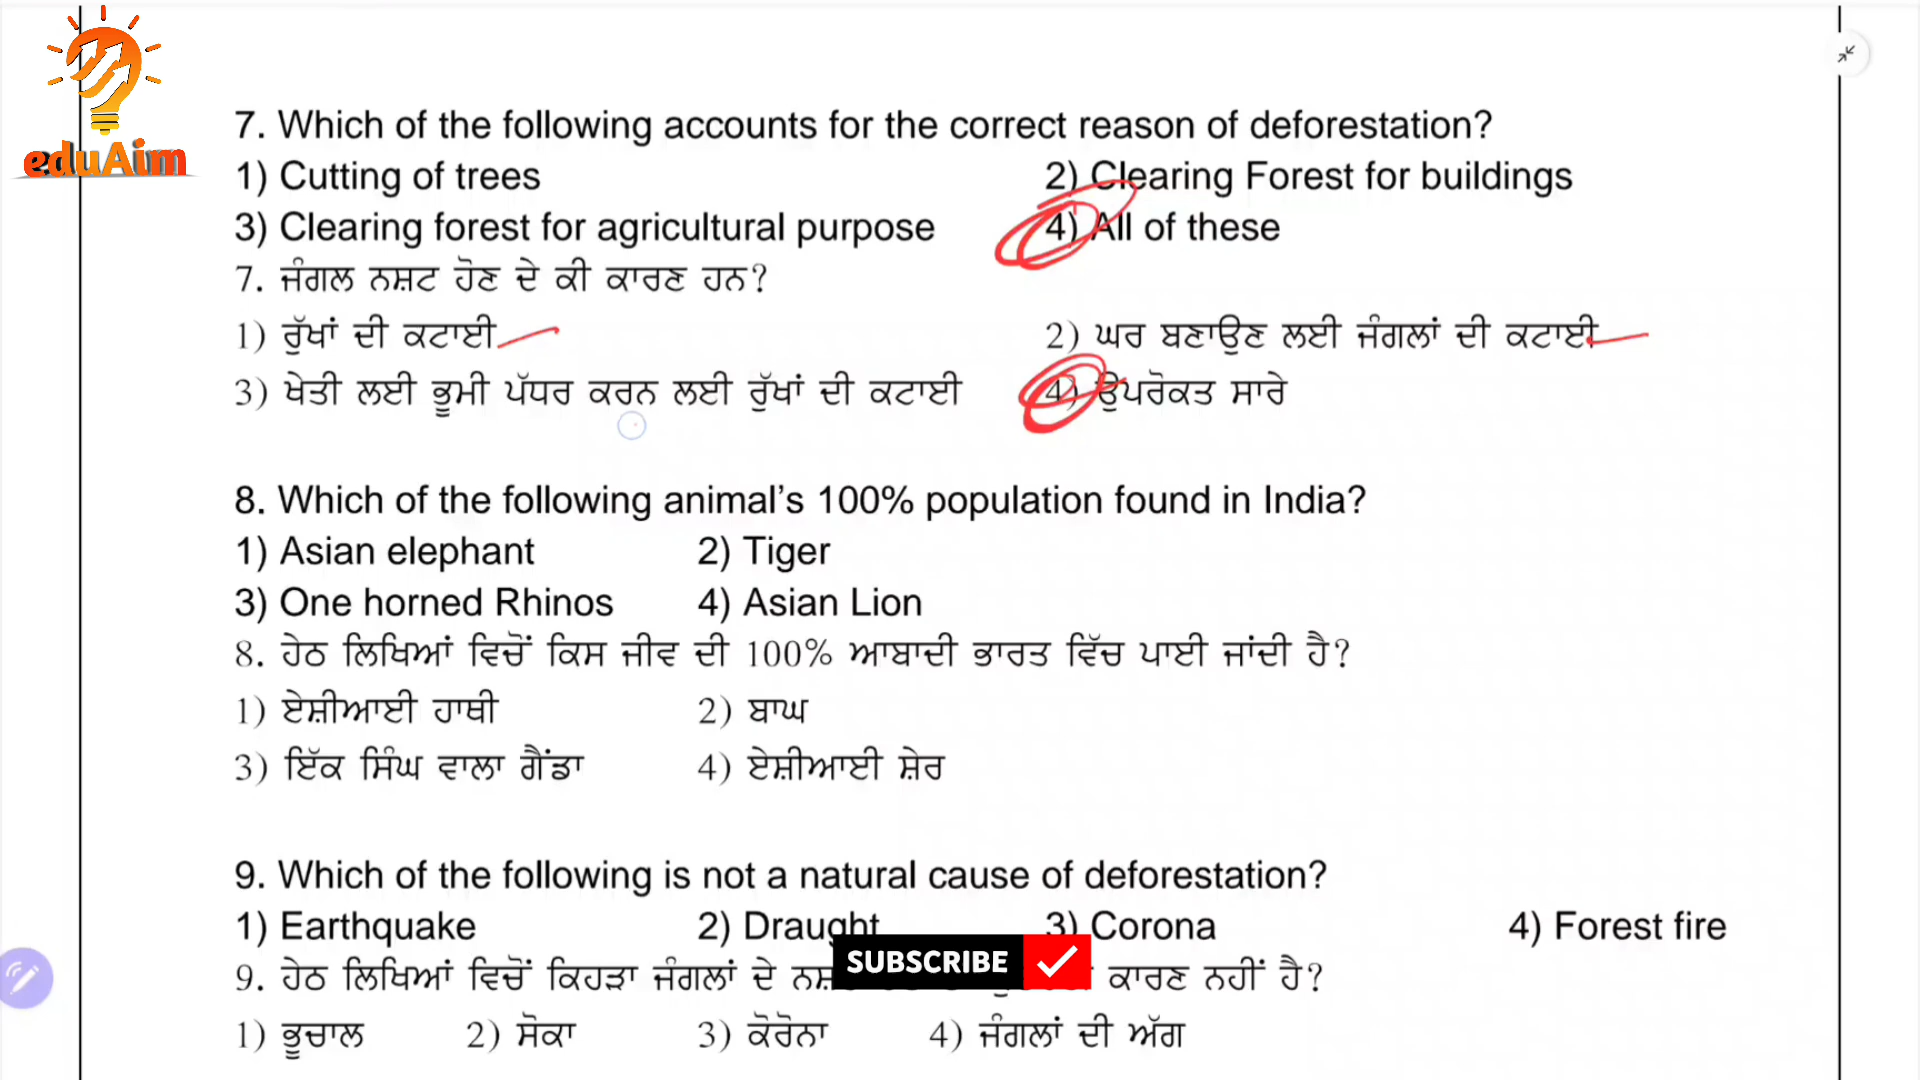 eduAim
7. Which of the following accounts for the correct reason of deforestation?
1) Cutting of trees 2) Clearing Forest for buildings
3) Clearing forest for agricultural purpose 4) All of these
7. ਜੰਗਲ ਨਸ਼ਟ ਹੋਣ ਦੇ ਕੀ ਕਾਰਣ ਹਨ?
1) ਰੁੱਖਾਂ ਦੀ ਕਟਾਈ 2) ਘਰ ਬਣਾਉਣ ਲਈ ਜੰਗਲਾਂ ਦੀ ਕਟਾਈ
3) ਖੇਤੀ ਲਈ ਭੂਮੀ ਪੱਧਰ ਕਰਨ ਲਈ ਰੁੱਖਾਂ ਦੀ ਕਟਾਈ 4) ਉਪਰੋਕਤ ਸਾਰੇ
8. Which of the following animal’s 100% population found in India?
1) Asian elephant 2) Tiger
3) One horned Rhinos 4) Asian Lion
8. ਹੇਠ ਲਿਖਿਆਂ ਵਿਚੋਂ ਕਿਸ ਜੀਵ ਦੀ 100% ਆਬਾਦੀ ਭਾਰਤ ਵਿੱਚ ਪਾਈ ਜਾਂਦੀ ਹੈ?
1) ਏਸ਼ੀਆਈ ਹਾਥੀ 2) ਬਾਘ
3) ਇੱਕ ਸਿੰਘ ਵਾਲਾ ਗੈਂਡਾ 4) ਏਸ਼ੀਆਈ ਸ਼ੇਰ
9. Which of the following is not a natural cause of deforestation?
1) Earthquake 2) Draught 3) Corona 4) Forest fire
SUBSCRIBE
9. ਹੇਠ ਲਿਖਿਆਂ ਵਿਚੋਂ ਕਿਹੜਾ ਜੰਗਲਾਂ ਦੇ ਕਾਰਣ ਨਹੀਂ ਹੈ?
1) ਭੂਚਾਲ 2) ਸੋਕਾ 3) ਕੋਰੋਨਾ 4) ਜੰਗਲਾਂ ਦੀ ਅੱਗ